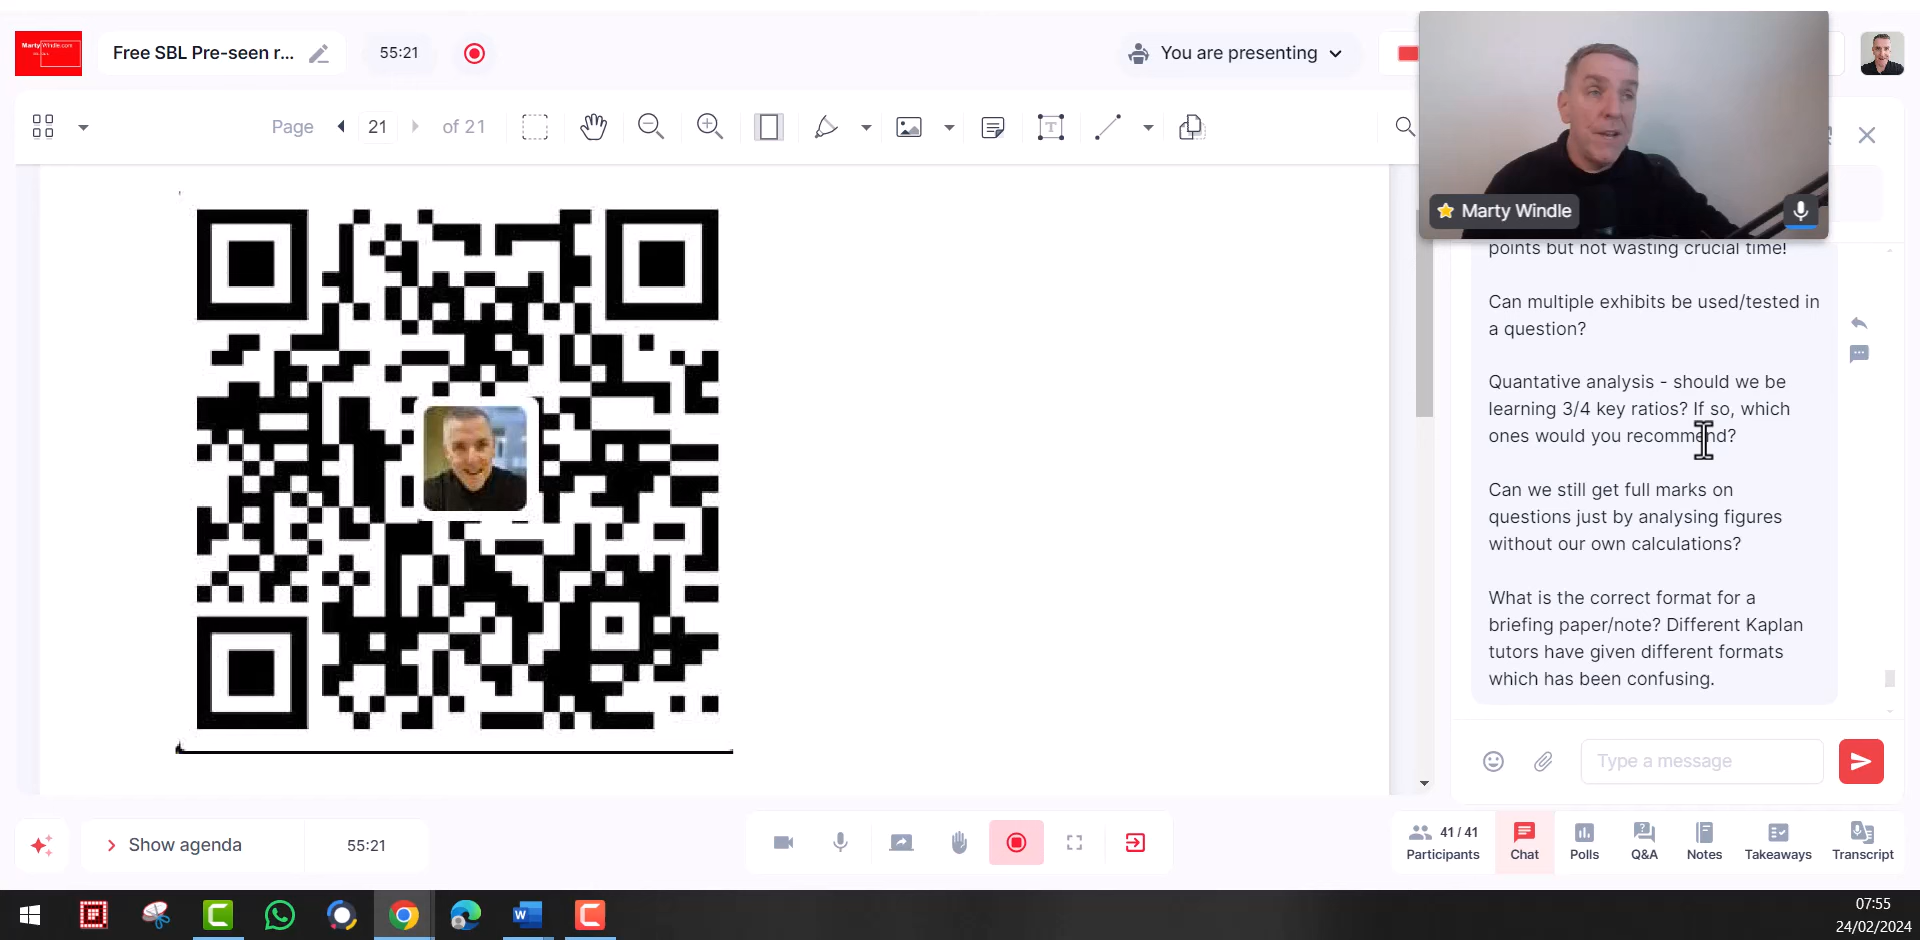 MartyWindle.com
Free SBL Pre-seen r...
55:21
You are presenting
Page
21
of 21
Marty Windle
points but not wasting crucial time!
Can multiple exhibits be used/tested in
a question?
Quantative analysis - should we be
learning 3/4 key ratios? If so, which
ones would you recommend?
Can we still get full marks on
questions just by analysing figures
without our own calculations?
What is the correct format for a
briefing paper/note? Different Kaplan
tutors have given different formats
which has been confusing.
Type a message
Show agenda
55:21
41 / 41
Participants
Chat
Polls
Q&A
Notes
Takeaways
Transcript
07:55
24/02/2024